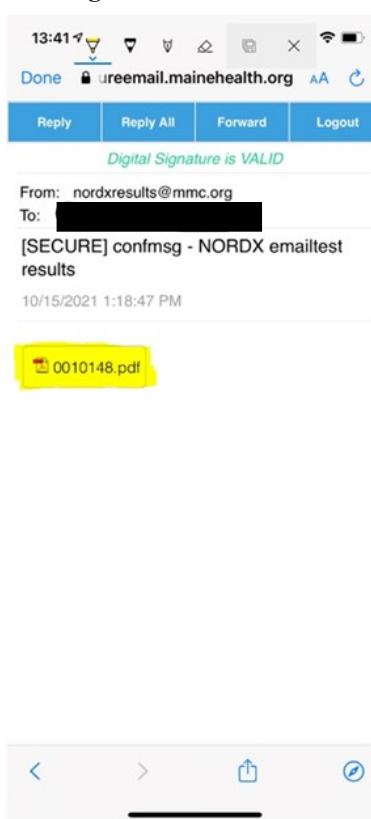 13:41
Done ureemail.mainehealth.org AA
Reply Reply All Forward Logout
Digital Signature is VALID
From: nordxresults@mmc.org
To:
[SECURE] confmsg - NORDX emailtest
results
10/15/2021 1:18:47 PM
0010148.pdf